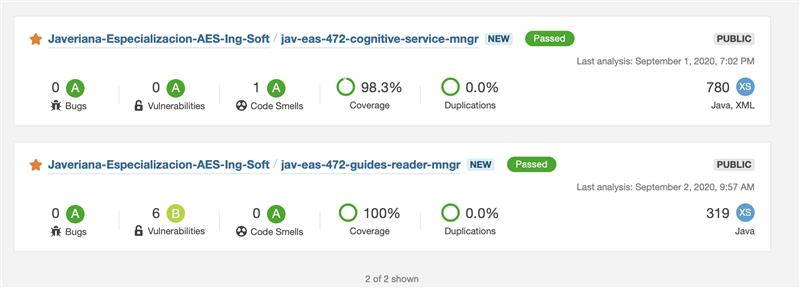 Javeriana-Especializacion-AES-Ing-Soft / jav-eas-472-cognitive-service-mngr NEW Passed PUBLIC
Last analysis: September 1, 2020, 7:02 PM
0 A 0 A 1 A 98.3% 0.0% 780 XS
Bugs Vulnerabilities Code Smells Coverage Duplications Java, XML
Javeriana-Especializacion-AES-Ing-Soft / jav-eas-472-guides-reader-mngr NEW Passed PUBLIC
Last analysis: September 2, 2020, 9:57 AM
0 A 6 B 0 A 100% 0.0% 319 XS
Bugs Vulnerabilities Code Smells Coverage Duplications Java
2 of 2 shown